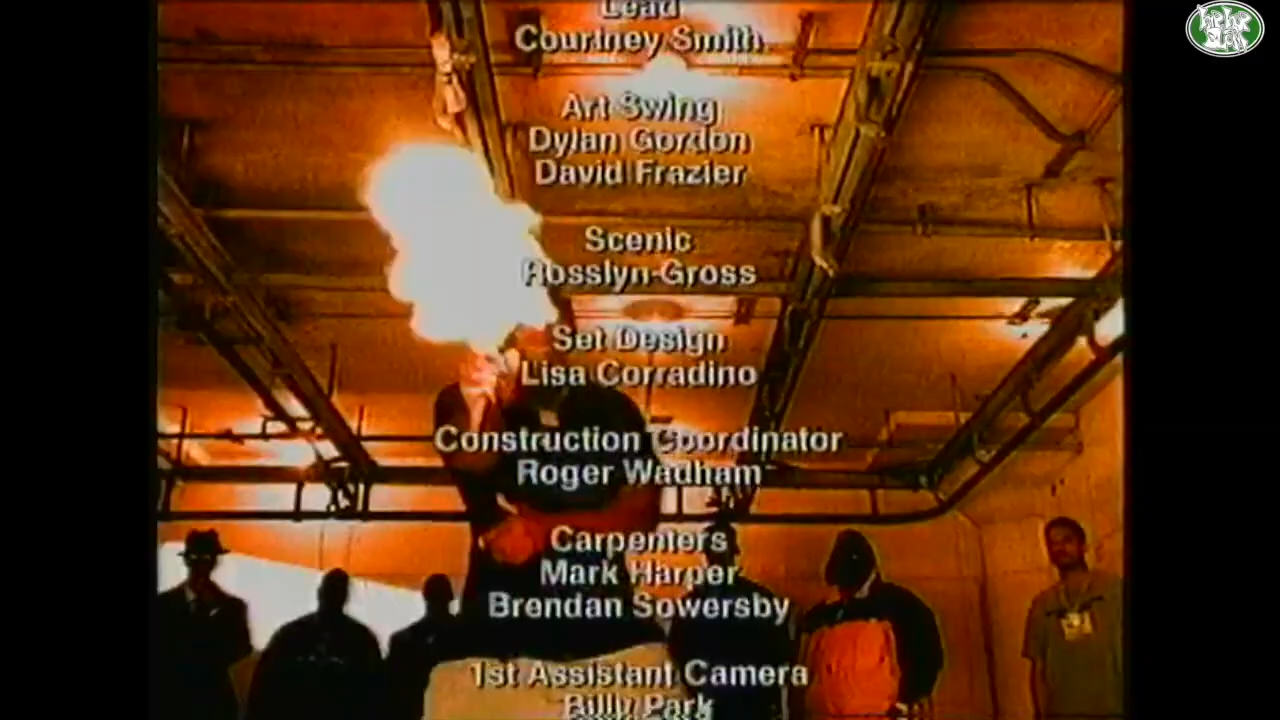 Lead
Courtney Smith
Art Swing
Dylan Gordon
David Frazier
Scenic
Rosslyn Gross
Set Design
Lisa Corradino
Construction Coordinator
Roger Wadham
Carpenters
Mark Harper
Brendan Sowersby
1st Assistant Camera
Billy Park